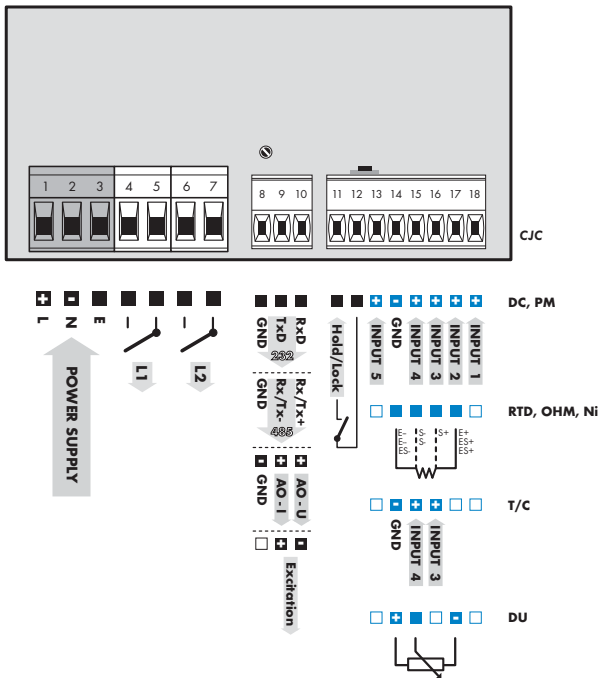 1 2 3 4 5 6 7 8 9 10 11 12 13 14 15 16 17 18
CJC
L
N
E
POWER SUPPLY
L1
L2
GND
TxD
RxD
232
GND
Rx/Tx-
Rx/Tx+
485
GND
AO - I
AO - U
Excitation
Hold/Lock
INPUT 5
GND
INPUT 4
INPUT 3
INPUT 2
INPUT 1
DC, PM
RTD, OHM, Ni
E- S- S+ E+
E- S- ES+
ES- ES+
T/C
GND
INPUT 4
INPUT 3
DU